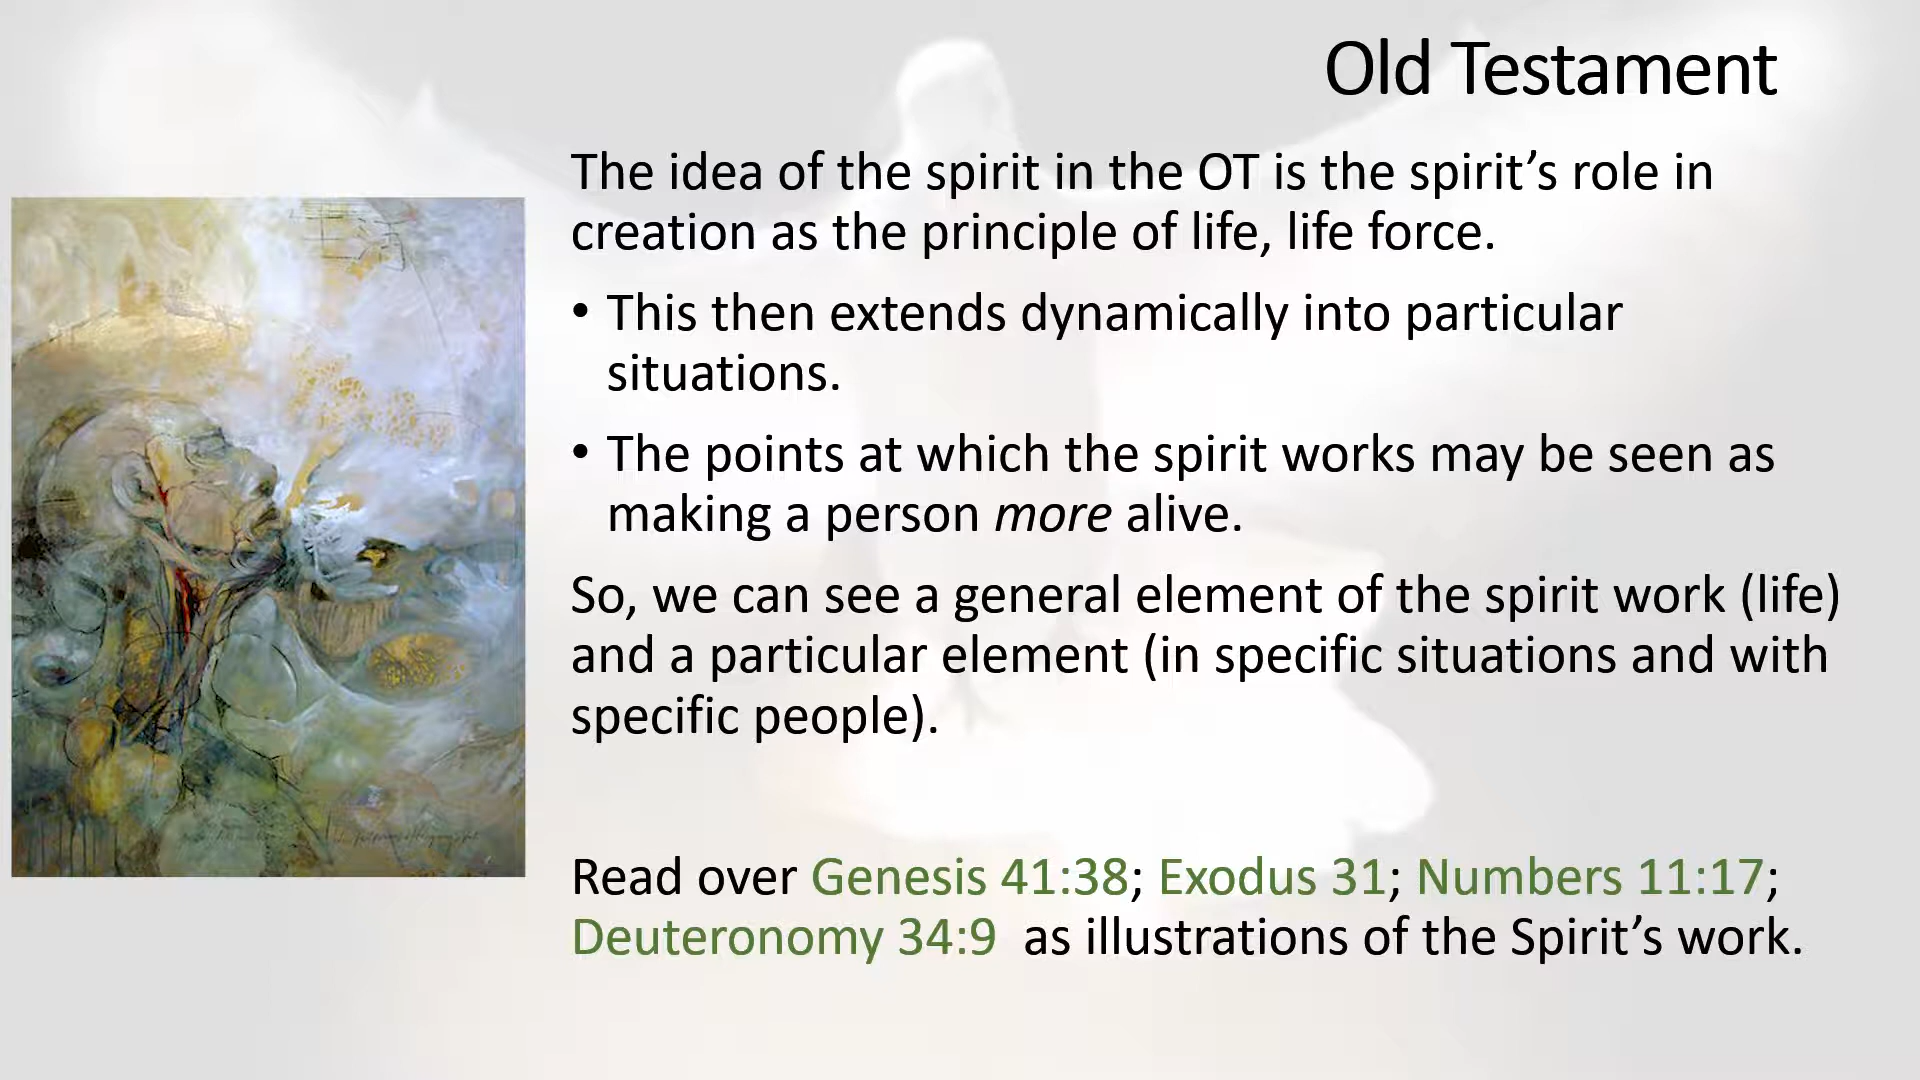 Old Testament
The idea of the spirit in the OT is the spirit’s role in
creation as the principle of life, life force.
• This then extends dynamically into particular
situations.
• The points at which the spirit works may be seen as
making a person more alive.
So, we can see a general element of the spirit work (life)
and a particular element (in specific situations and with
specific people).
Read over Genesis 41:38; Exodus 31; Numbers 11:17;
Deuteronomy 34:9 as illustrations of the Spirit’s work.